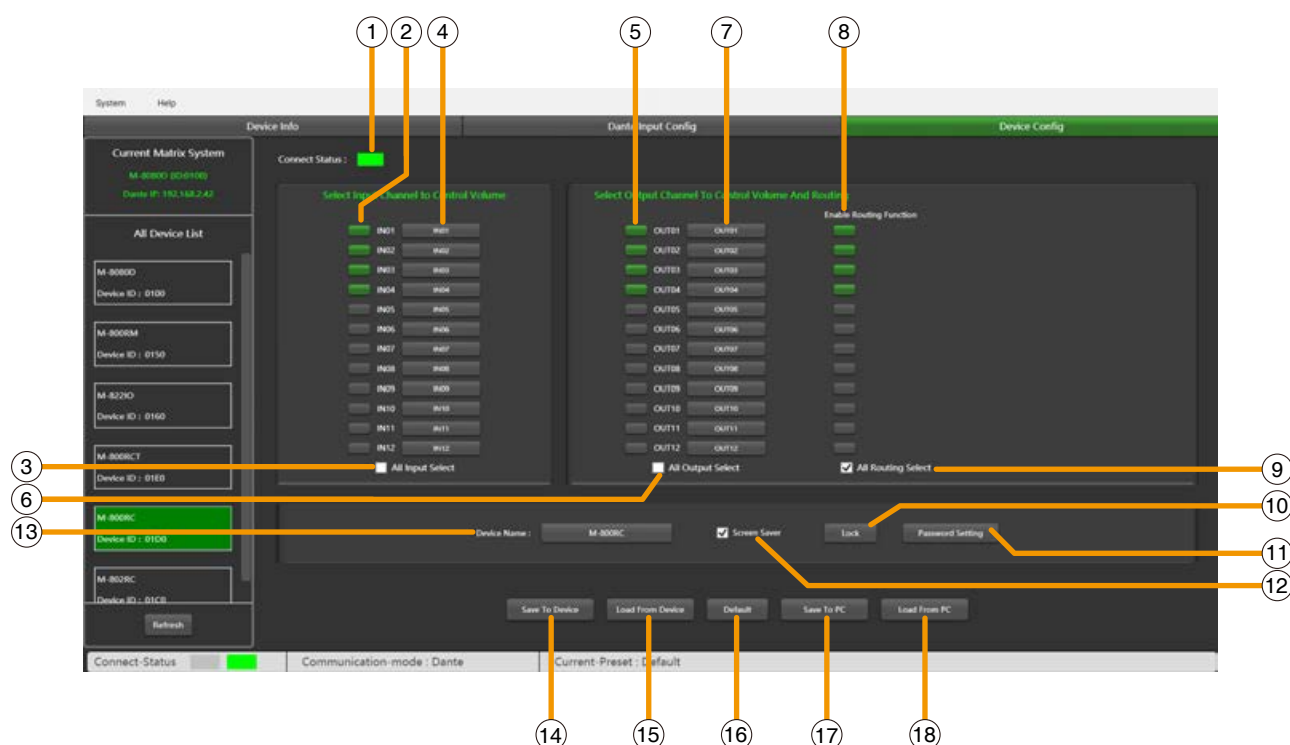 1 2 4 5 7 8
System Help
Device Info Dante Input Config Device Config
Current Matrix System
M-8080D (ID:0100)
Dante IP: 192.168.2.42
Connect Status :
Select Input Channel to Control Volume
Select Output Channel To Control Volume And Routing
Enable Routing Function
All Device List
M-8080D
Device ID : 0100
M-800RM
Device ID : 0150
M-822IO
Device ID : 0160
M-800RCT
Device ID : 01E0
M-800RC
Device ID : 01D0
M-802RC
Device ID : 01C0
Refresh
IN01 IN01 OUT01 OUT01
IN02 IN02 OUT02 OUT02
IN03 IN03 OUT03 OUT03
IN04 IN04 OUT04 OUT04
IN05 IN05 OUT05 OUT05
IN06 IN06 OUT06 OUT06
IN07 IN07 OUT07 OUT07
IN08 IN08 OUT08 OUT08
IN09 IN09 OUT09 OUT09
IN10 IN10 OUT10 OUT10
IN11 IN11 OUT11 OUT11
IN12 IN12 OUT12 OUT12
3 All Input Select All Output Select All Routing Select 9
6
10
13 Device Name : M-800RC Screen Saver Lock Password Setting
11
12
Save To Device Load From Device Default Save To PC Load From PC
Connect-Status Communication-mode : Dante Current-Preset : Default
14 15 16 17 18